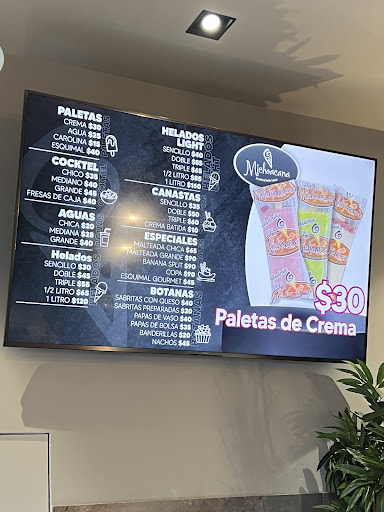 PALETAS
CREMA $30
AGUA $25
CAROLINA $15
ESQUIMAL $40
COCKTEL
CHICO $35
MEDIANO $40
GRANDE $45
FRESAS DE CAJA $40
AGUAS
CHICA $20
MEDIANA $28
GRANDE $40
Helados
SENCILLO $30
DOBLE $45
TRIPLE $55
1/2 LITRO $65
1 LITRO $120
HELADOS
LIGHT
SENCILLO $40
DOBLE $55
TRIPLE $65
1/2 LITRO $85
1 LITRO $160
CANASTAS
SENCILLO $35
DOBLE $50
TRIPLE $60
CREMA BATIDA $10
ESPECIALES
MALTEADA CHICA $65
MALTEADA GRANDE $90
BANANA SPLIT $90
COPA $90
ESQUIMAL GOURMET $45
BOTANAS
SABRITAS CON QUESO $40
SABRITAS PREPARADAS $30
PAPAS DE VASO $40
PAPAS DE BOLSA $35
BANDERILLAS $20
NACHOS $45
Michoacana
$30
Paletas de Crema